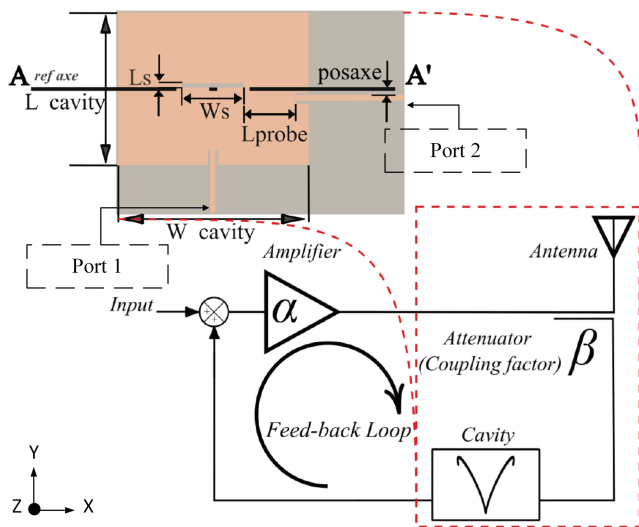 A ref axe
Ls
posaxe
A'
L cavity
Ws
Lprobe
Port 2
W cavity
Port 1
Amplifier
Antenna
Input
α
Attenuator
(Coupling factor)
β
Feed-back Loop
Cavity
Y
Z
X